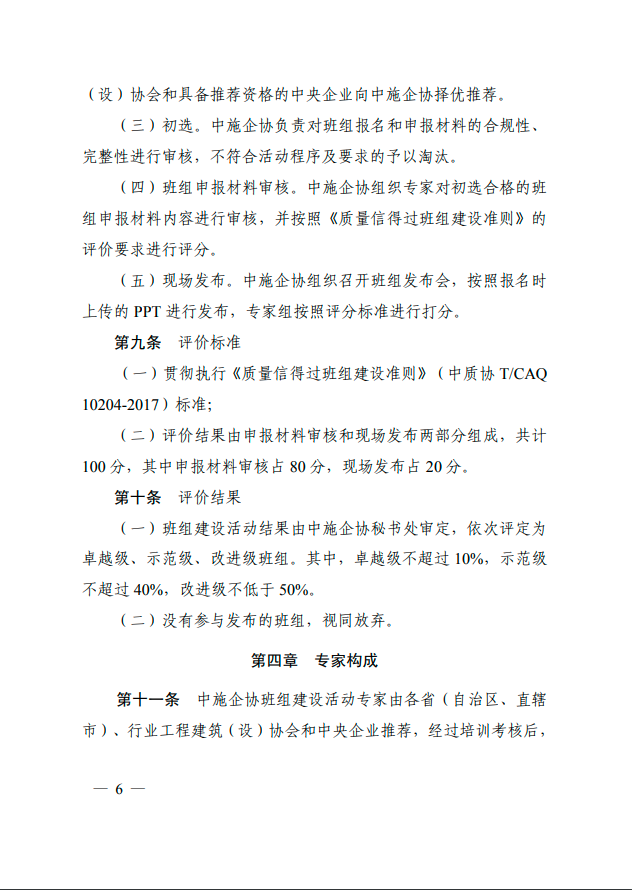 （设）协会和具备推荐资格的中央企业向中施企协择优推荐。
（三）初选。中施企协负责对班组报名和申报材料的合规性、
完整性进行审核，不符合活动程序及要求的予以淘汰。
（四）班组申报材料审核。中施企协组织专家对初选合格的班
组申报材料内容进行审核，并按照《质量信得过班组建设准则》的
评价要求进行评分。
（五）现场发布。中施企协组织召开班组发布会，按照报名时
上传的 PPT 进行发布，专家组按照评分标准进行打分。
第九条 评价标准
（一）贯彻执行《质量信得过班组建设准则》（中质协 T/CAQ
10204-2017）标准；
（二）评价结果由申报材料审核和现场发布两部分组成，共计
100 分，其中申报材料审核占 80 分，现场发布占 20 分。
第十条 评价结果
（一）班组建设活动结果由中施企协秘书处审定，依次评定为
卓越级、示范级、改进级班组。其中，卓越级不超过 10%，示范级
不超过 40%，改进级不低于 50%。
（二）没有参与发布的班组，视同放弃。
第四章 专家构成
第十一条 中施企协班组建设活动专家由各省（自治区、直辖
市）、行业工程建筑（设）协会和中央企业推荐，经过培训考核后，
— 6 —